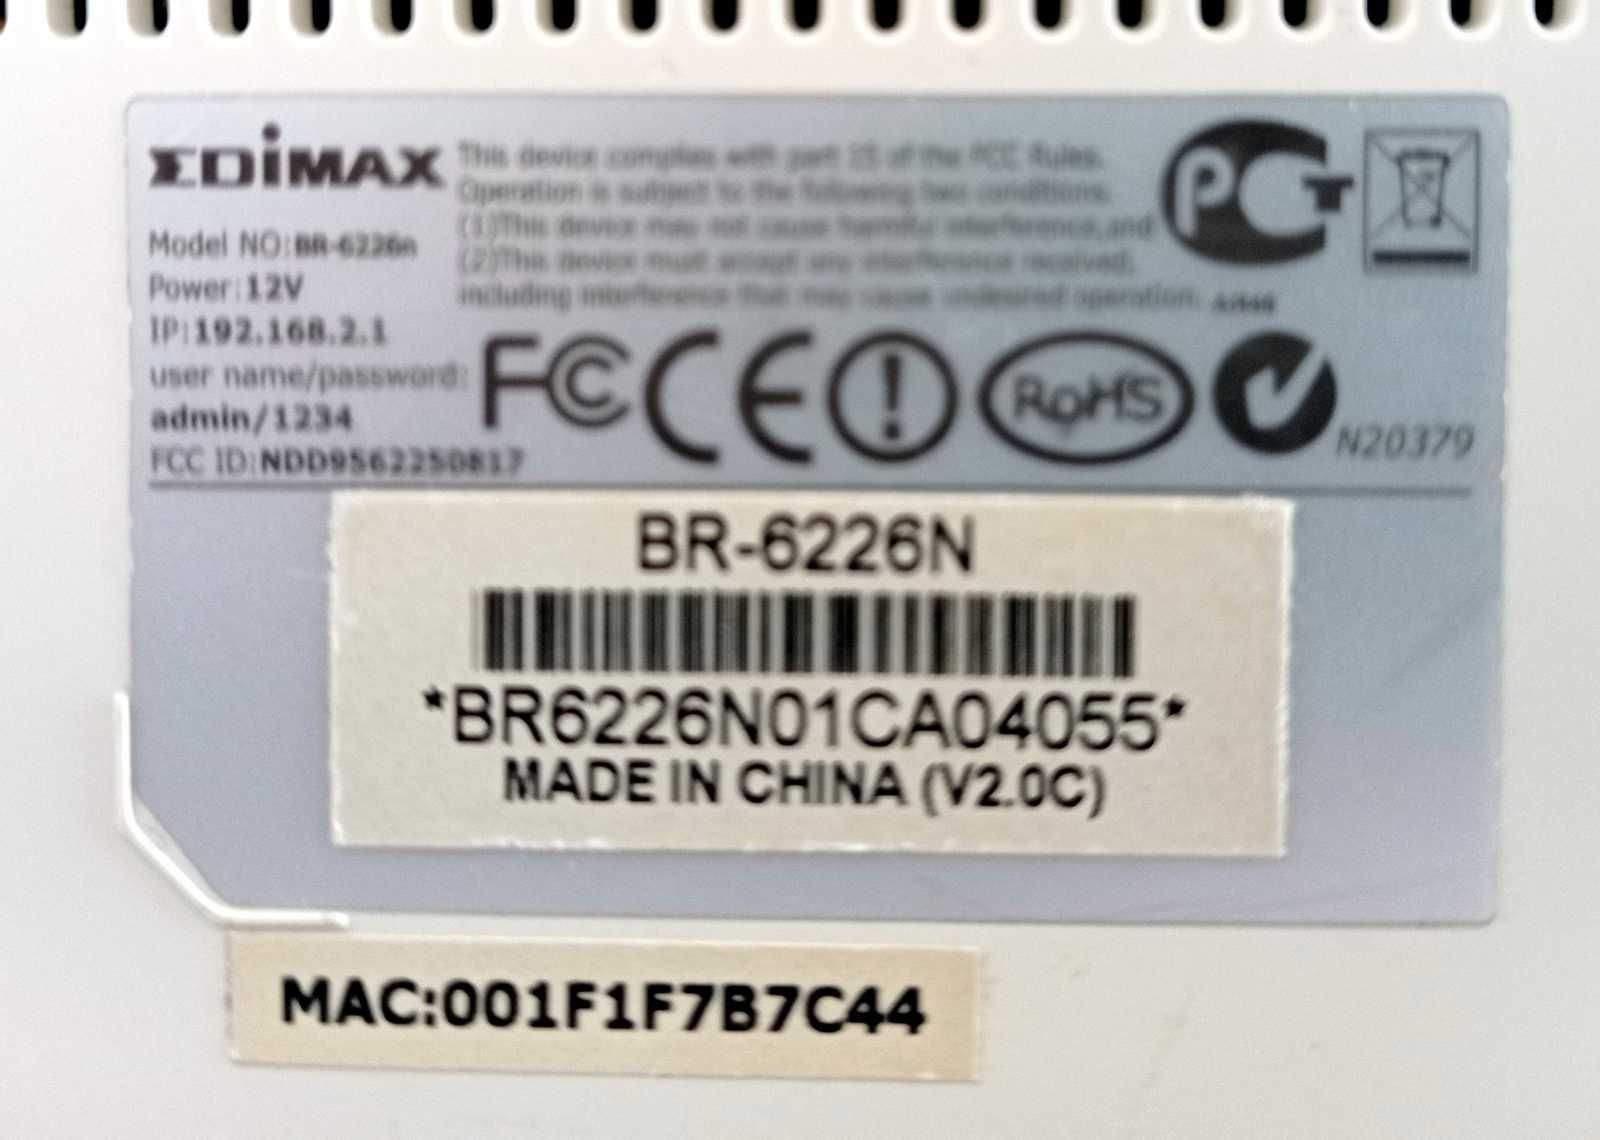 EDiMAX
This device complies with part 15 of the FCC Rules.
Operation is subject to the following two conditions.
(1)This device may not cause harmful interference,and
(2)This device must accept any interference received,
including interference that may cause undesired operation.
Model NO:BR-6226n
Power:12V
IP:192.168.2.1
user name/password:
admin/1234
FCC ID:NDD9562250817
PCT
FC CE RoHS N20379
BR-6226N
*BR6226N01CA04055*
MADE IN CHINA (V2.0C)
MAC:001F1F7B7C44